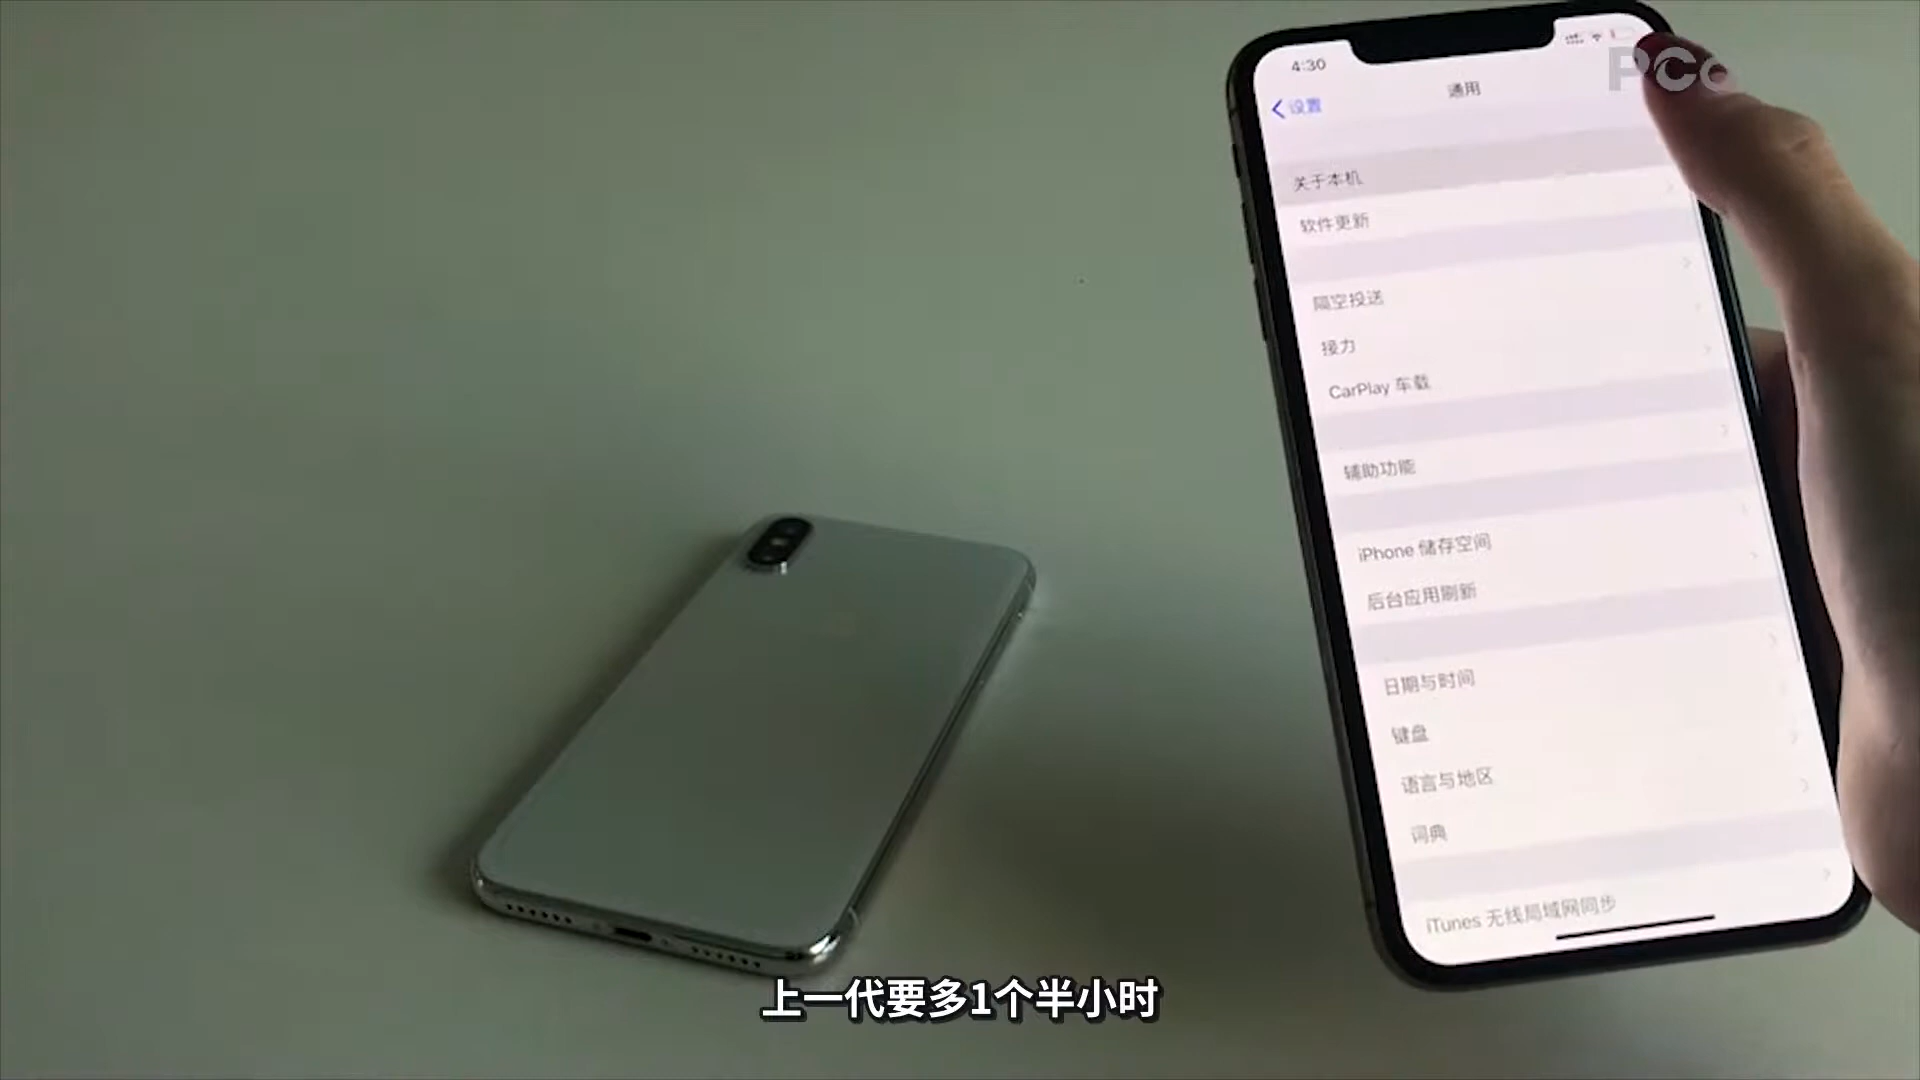 4:30
通用
设置
关于本机
软件更新
隔空投送
接力
CarPlay 车载
辅助功能
iPhone 储存空间
后台应用刷新
日期与时间
键盘
语言与地区
词典
iTunes 无线局域网同步
上一代要多1个半小时